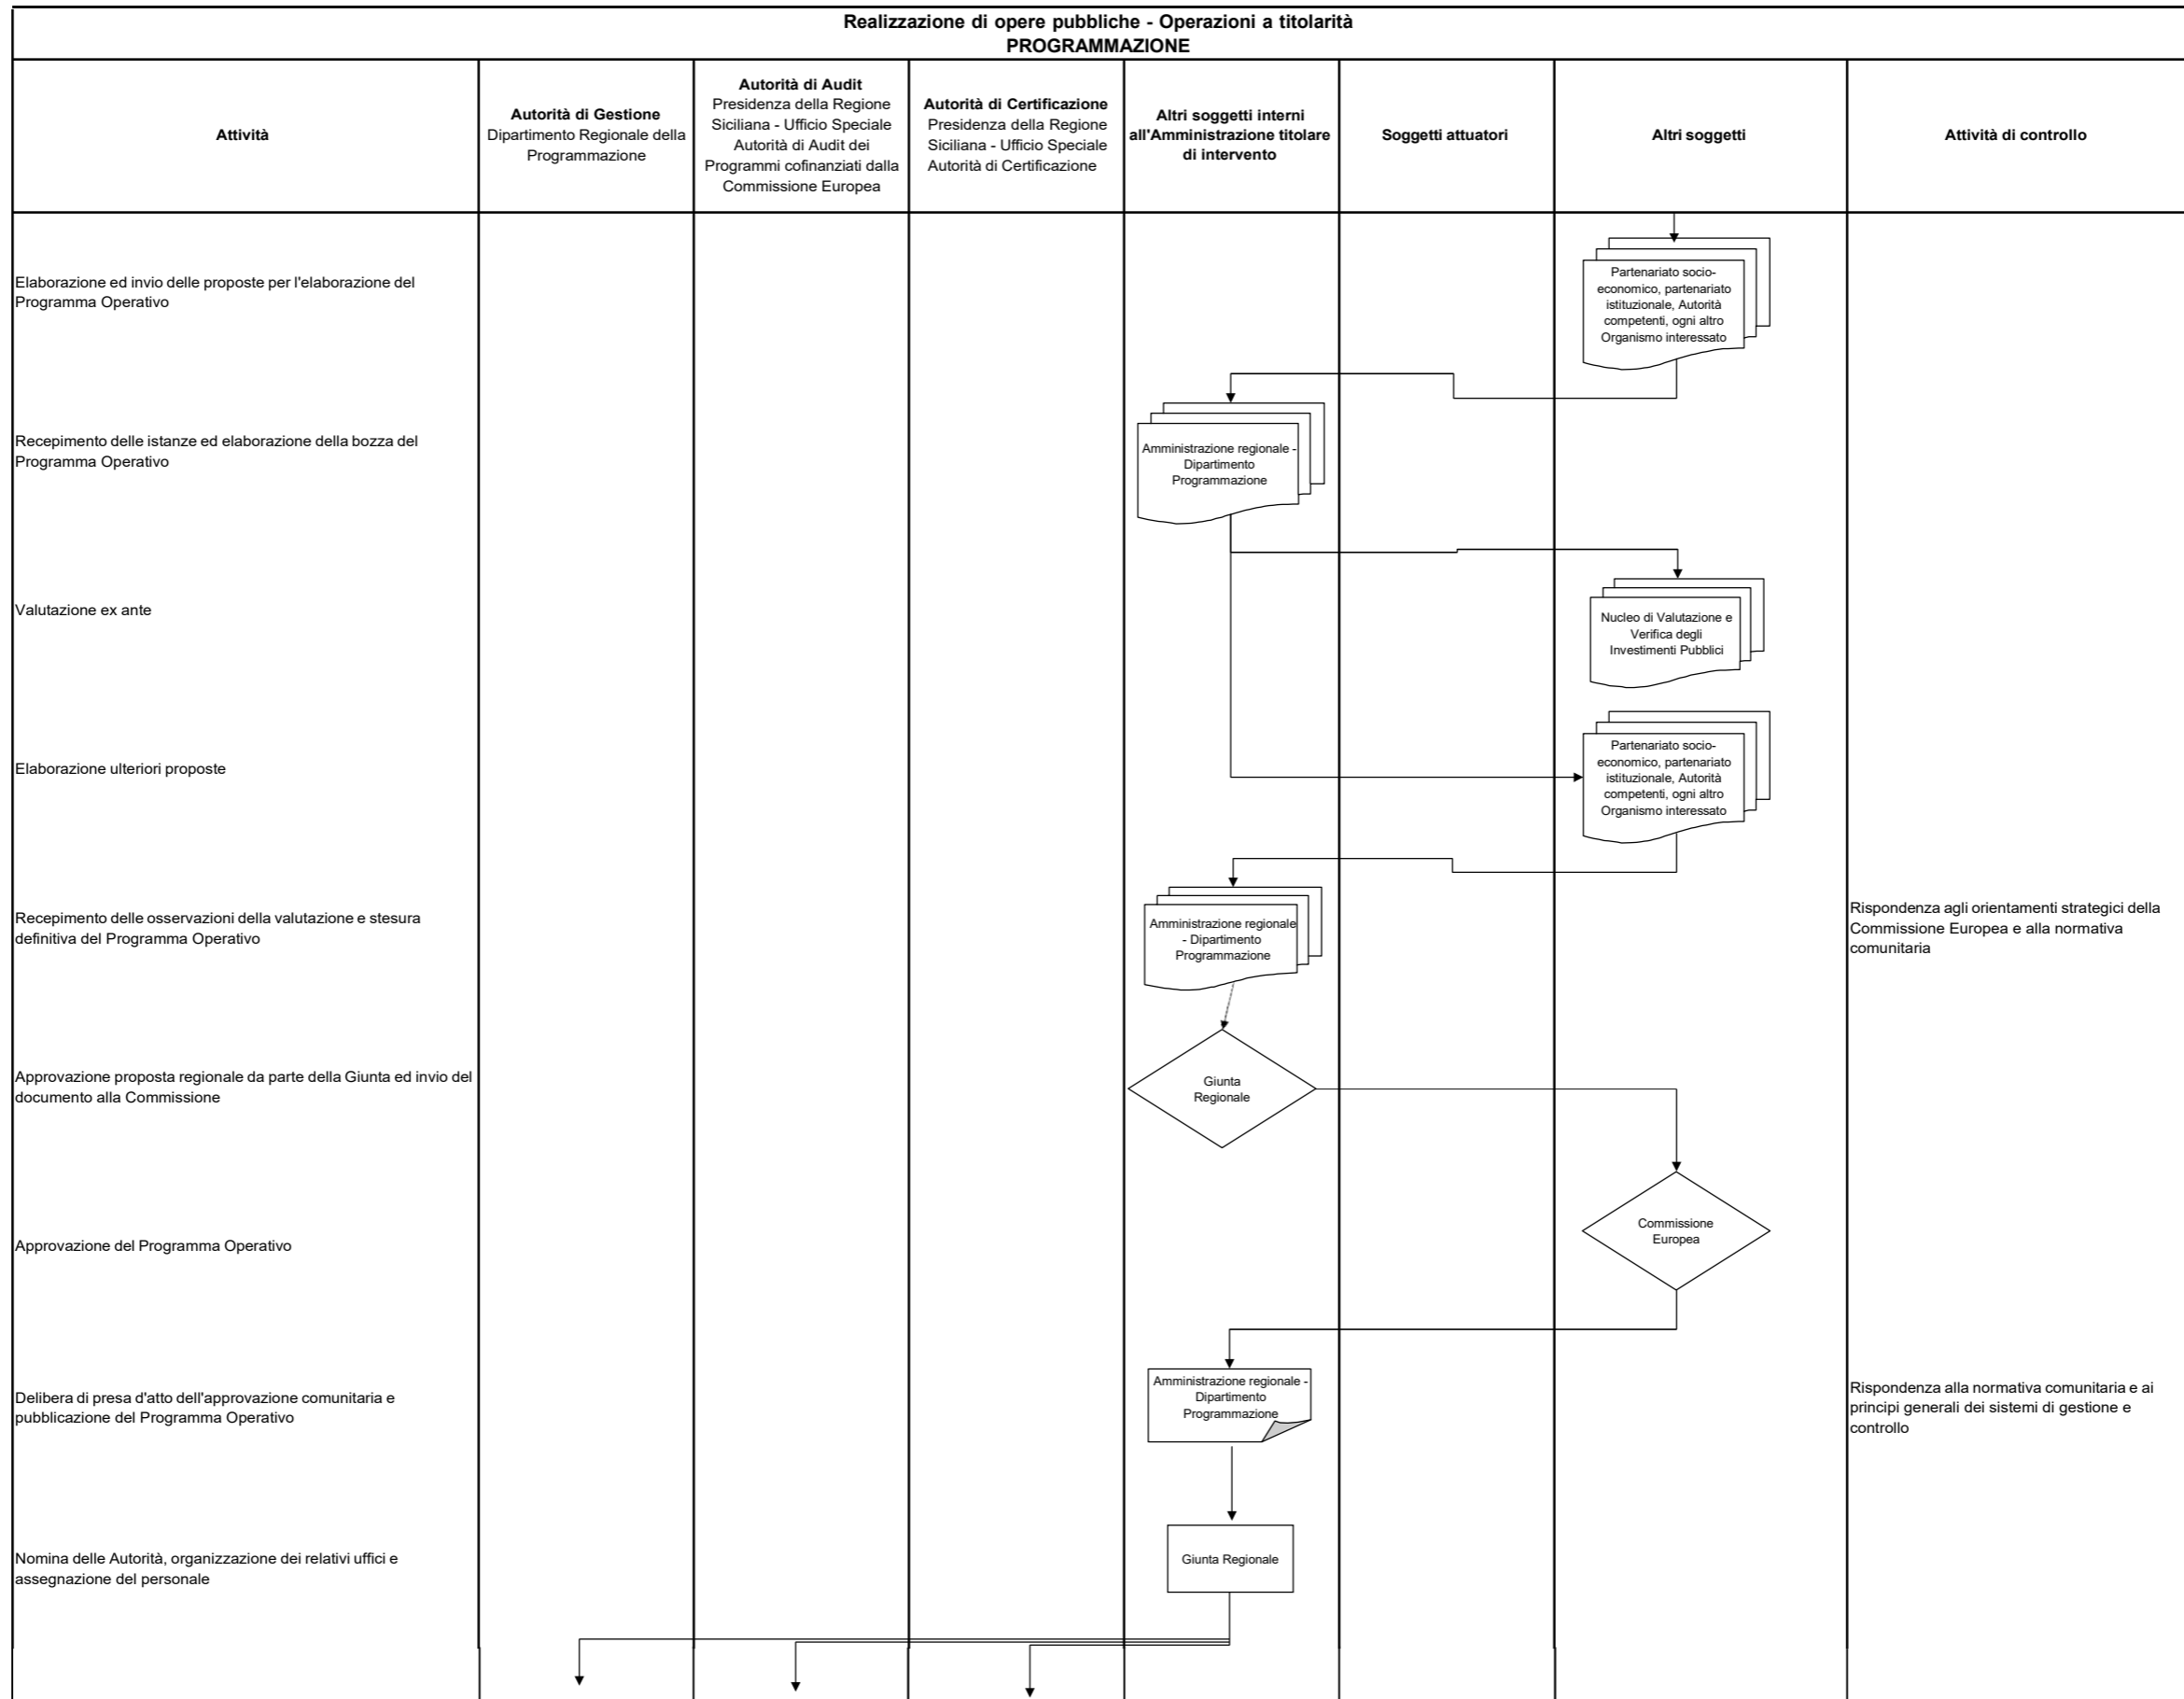 Realizzazione di opere pubbliche - Operazioni a titolarità
PROGRAMMAZIONE
Attività
Autorità di Gestione
Dipartimento Regionale della
Programmazione
Autorità di Audit
Presidenza della Regione
Siciliana - Ufficio Speciale
Autorità di Audit dei
Programmi cofinanziati dalla
Commissione Europea
Autorità di Certificazione
Presidenza della Regione
Siciliana - Ufficio Speciale
Autorità di Certificazione
Altri soggetti interni
all'Amministrazione titolare
di intervento
Soggetti attuatori
Altri soggetti
Attività di controllo
Elaborazione ed invio delle proposte per l'elaborazione del
Programma Operativo
Partenariato socio-
economico, partenariato
istituzionale, Autorità
competenti, ogni altro
Organismo interessato
Recepimento delle istanze ed elaborazione della bozza del
Programma Operativo
Amministrazione regionale -
Dipartimento
Programmazione
Valutazione ex ante
Nucleo di Valutazione e
Verifica degli
Investimenti Pubblici
Elaborazione ulteriori proposte
Partenariato socio-
economico, partenariato
istituzionale, Autorità
competenti, ogni altro
Organismo interessato
Recepimento delle osservazioni della valutazione e stesura
definitiva del Programma Operativo
Amministrazione regionale
- Dipartimento
Programmazione
Rispondenza agli orientamenti strategici della
Commissione Europea e alla normativa
comunitaria
Approvazione proposta regionale da parte della Giunta ed invio del
documento alla Commissione
Giunta
Regionale
Approvazione del Programma Operativo
Commissione
Europea
Delibera di presa d'atto dell'approvazione comunitaria e
pubblicazione del Programma Operativo
Amministrazione regionale -
Dipartimento
Programmazione
Rispondenza alla normativa comunitaria e ai
principi generali dei sistemi di gestione e
controllo
Nomina delle Autorità, organizzazione dei relativi uffici e
assegnazione del personale
Giunta Regionale